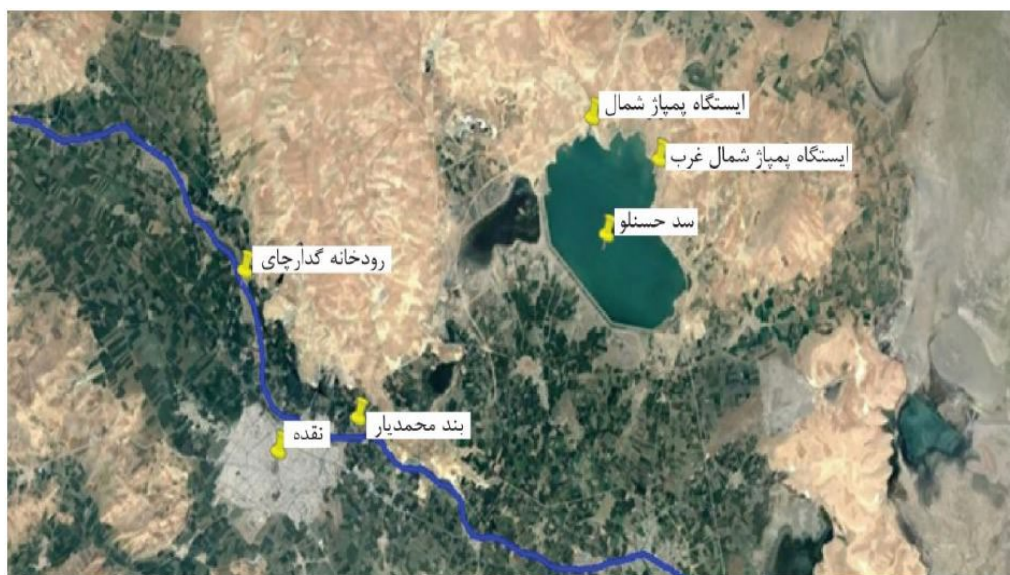 ایستگاه پمپاژ شمال
ایستگاه پمپاژ شمال غرب
سد حسنلو
رودخانه گدارچای
بند محمدیار
نقده